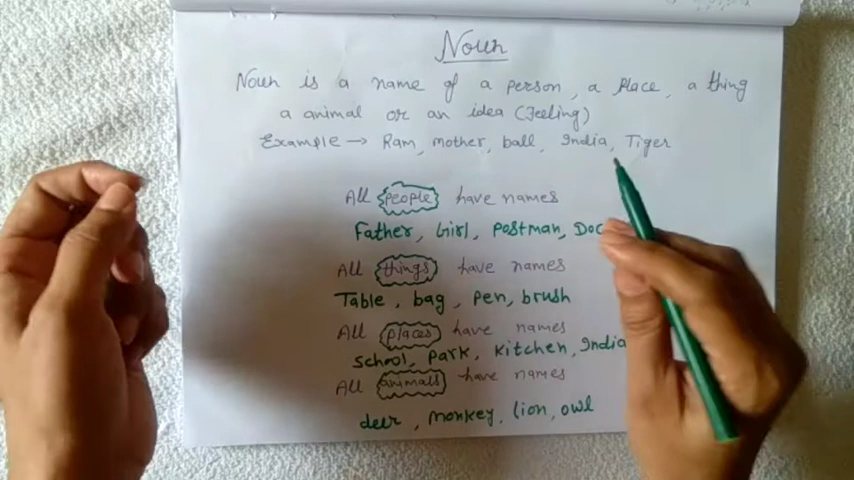 Noun
Noun is a name of a person, a place, a thing
a animal or an idea (Feeling)
Example → Ram, mother, ball, India, Tiger
All people have names
Father, Girl, Postman, Doc
All things have names
Table, bag, pen, brush
All places have names
school, park, kitchen, India
All animals have names
deer, monkey, lion, owl